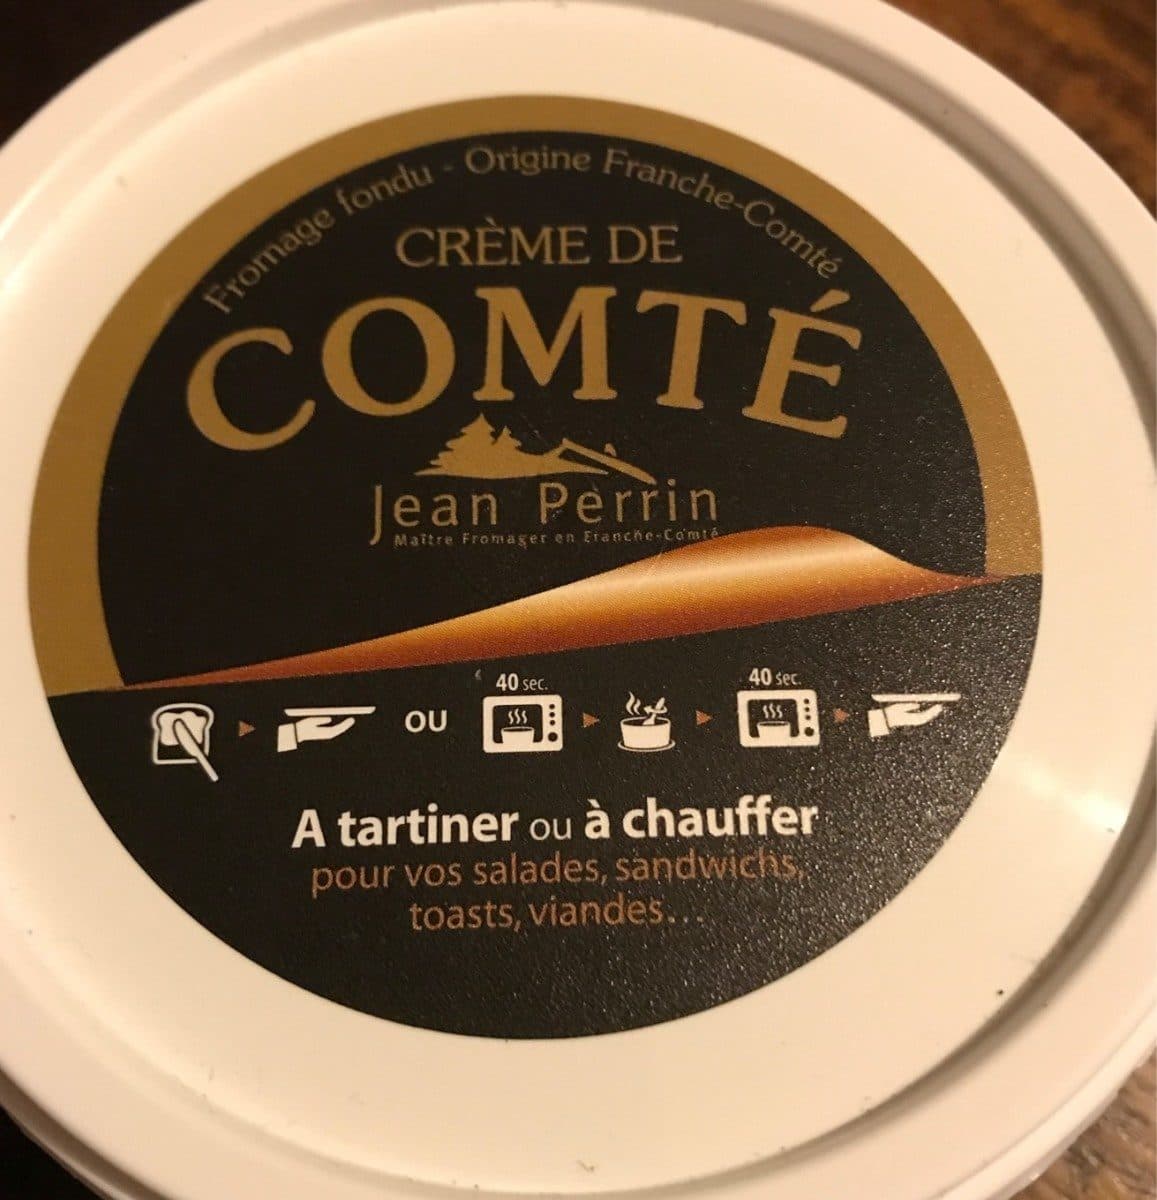 Fromage fondu - Origine Franche-Comté
CRÈME DE
COMTÉ
Jean Perrin
Maître Fromager en Franche-Comté
40 sec.
40 sec.
OU
A tartiner ou à chauffer
pour vos salades, sandwichs,
toasts, viandes...